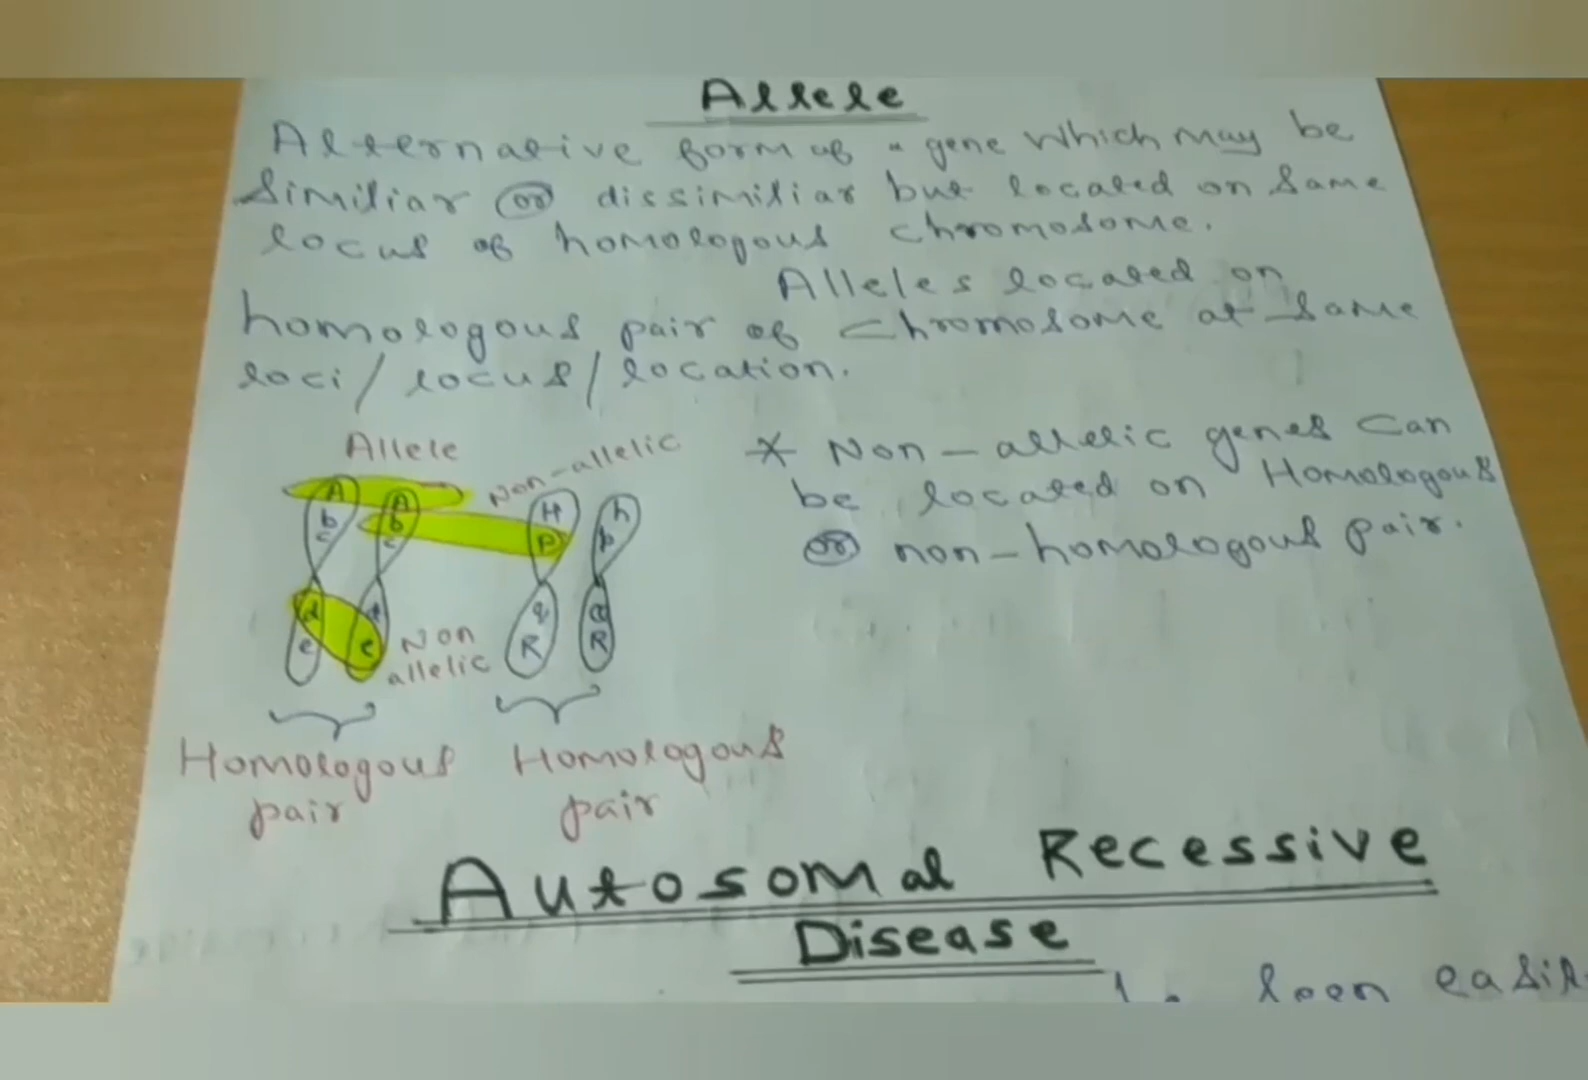 Allele
Alternative form of a gene which may be
Similiar or dissimiliar but located on Same
locus of homologous chromosome.
Alleles located on
homologous pair of chromosome at same
loci/locus/location.
Allele
Non-allelic
* Non-allelic genes can
be located on Homologous
or non-homologous pair.
A A H h
b b P p
c c
d d q Q
e e R R
Non
allelic
Homologous
pair
Homologous
pair
Autosomal Recessive
Disease